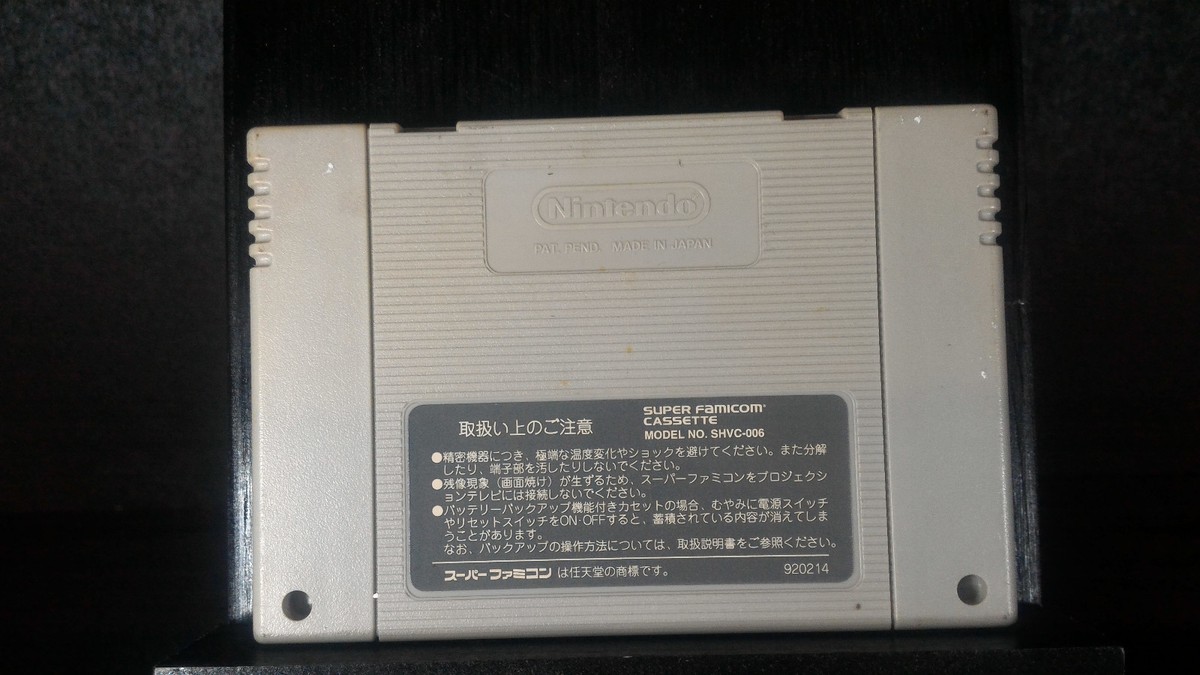 Nintendo
PAT. PEND. MADE IN JAPAN
取扱い上のご注意
SUPER FAMICOM
CASSETTE
MODEL NO. SHVC-006
●精密機器につき、極端な温度変化やショックを避けてください。また分解
したり、端子部を汚したりしないでください。
●残像現象（画面焼け）が生ずるため、スーパーファミコンをプロジェクシ
ョンテレビには接続しないでください。
●バッテリーバックアップ機能付きカセットの場合、むやみに電源スイッチ
やリセットスイッチをON·OFFすると、蓄積されている内容が消えてしま
うことがあります。
なお、バックアップの操作方法については、取扱説明書をご参照ください。
スーパーファミコン は任天堂の商標です。
920214